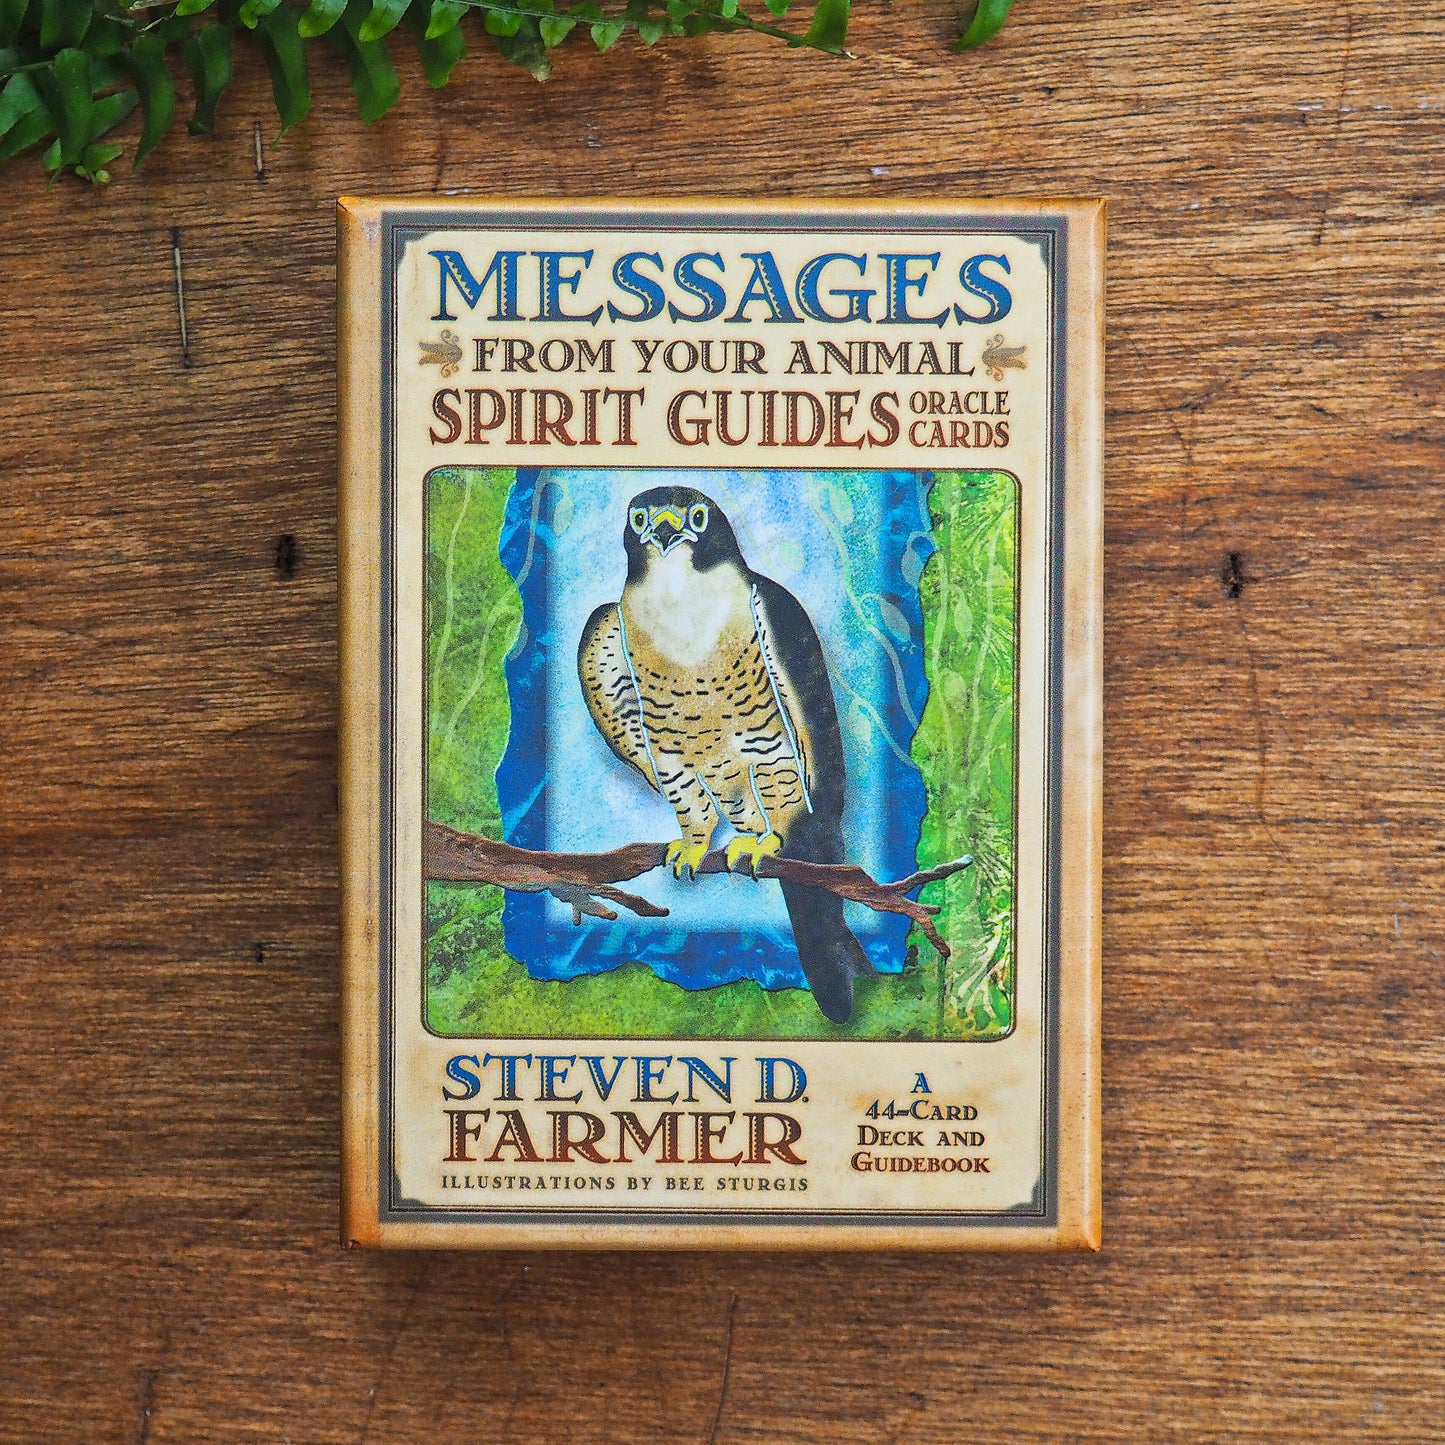 MESSAGES
FROM YOUR ANIMAL
SPIRIT GUIDES ORACLE CARDS
STEVEN D.
FARMER
ILLUSTRATIONS BY BEE STURGIS
A
44-CARD
DECK AND
GUIDEBOOK